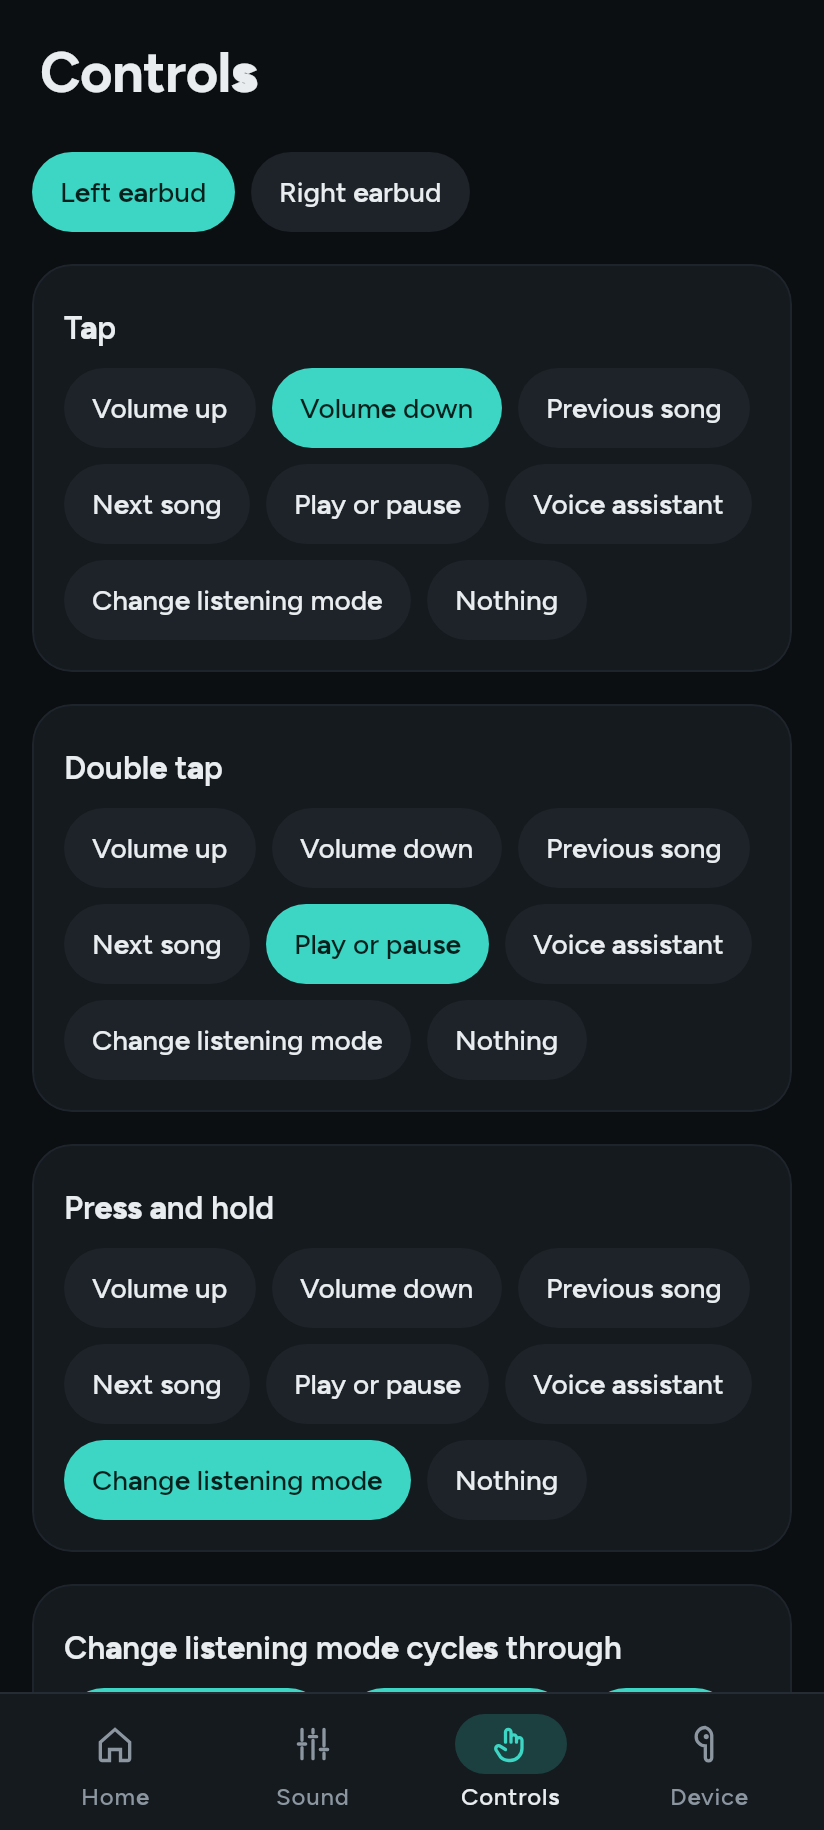 Controls
Left earbud Right earbud
Tap
Volume up Volume down Previous song
Next song Play or pause Voice assistant
Change listening mode Nothing
Double tap
Volume up Volume down Previous song
Next song Play or pause Voice assistant
Change listening mode Nothing
Press and hold
Volume up Volume down Previous song
Next song Play or pause Voice assistant
Change listening mode Nothing
Change listening mode cycles through
Home Sound Controls Device